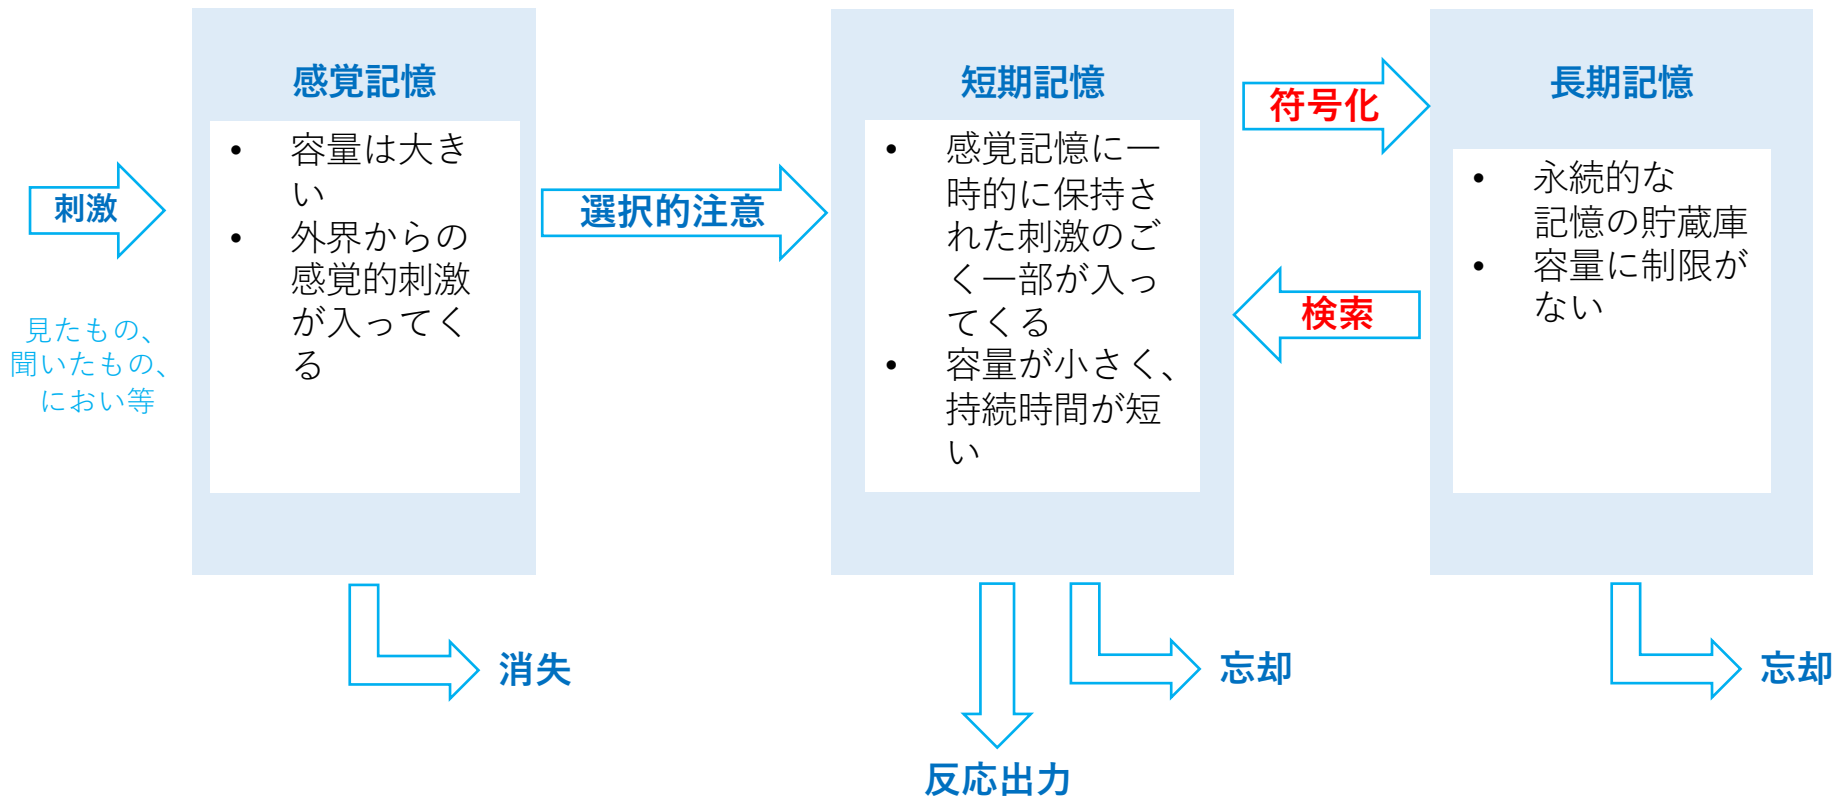 刺激
見たもの、
聞いたもの、
におい等
感覚記憶
• 容量は大き
い
• 外界からの
感覚的刺激
が入ってく
る
消失
選択的注意
短期記憶
• 感覚記憶に一
時的に保持さ
れた刺激のご
く一部が入っ
てくる
• 容量が小さく、
持続時間が短
い
忘却
反応出力
符号化
検索
長期記憶
• 永続的な
記憶の貯蔵庫
• 容量に制限が
ない
忘却